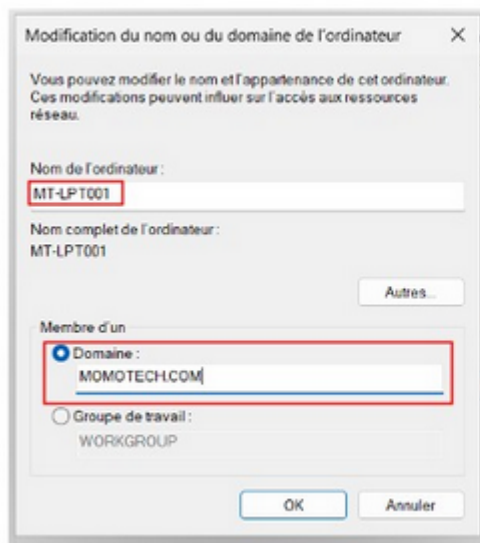 Modification du nom ou du domaine de l'ordinateur
Vous pouvez modifier le nom et l'appartenance de cet ordinateur.
Ces modifications peuvent influer sur l'accès aux ressources
réseau.
Nom de l'ordinateur :
MT-LPT001
Nom complet de l'ordinateur :
MT-LPT001
Autres...
Membre d'un
Domaine :
MOMOTECH.COM
Groupe de travail :
WORKGROUP
OK
Annuler